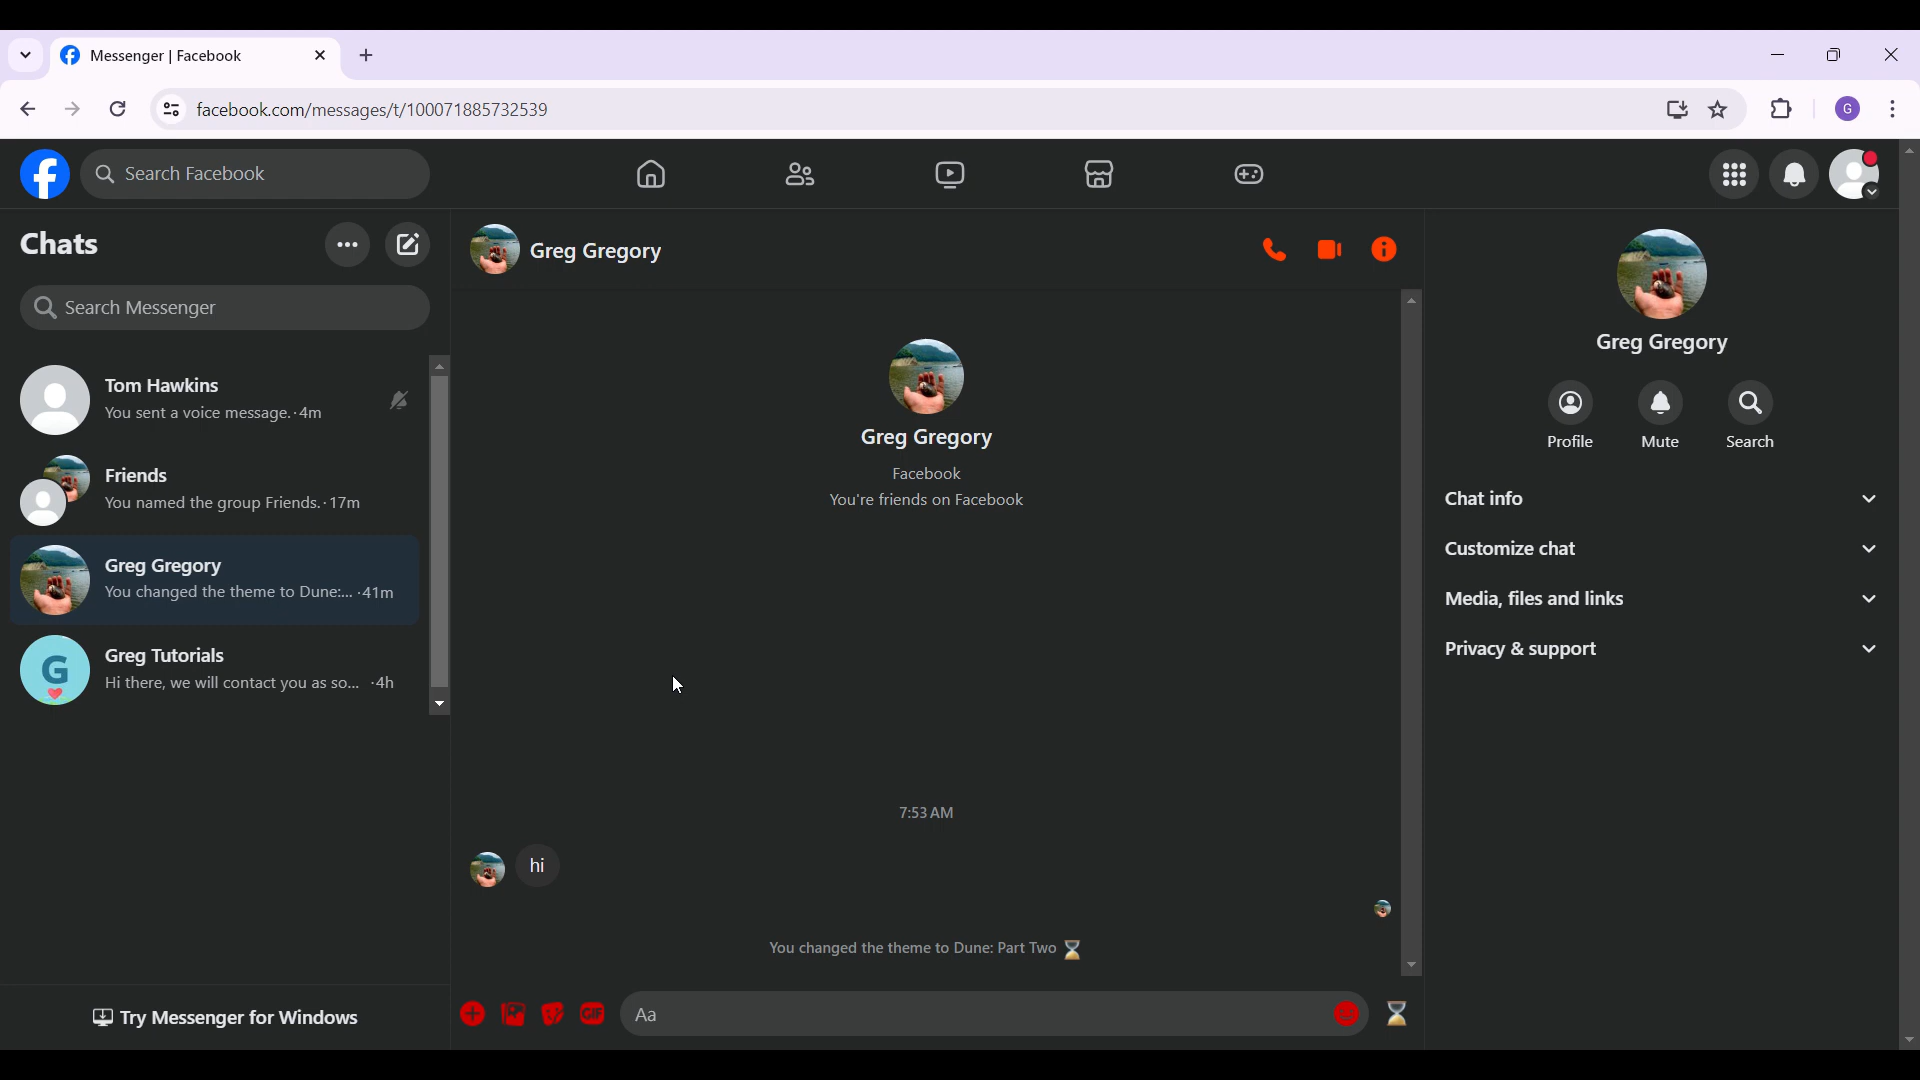 Messenger | Facebook
facebook.com/messages/t/100071885732539
G
Search Facebook
Chats
Search Messenger
Tom Hawkins
You sent a voice message. · 4m
Friends
You named the group Friends. · 17m
Greg Gregory
You changed the theme to Dune:... · 41m
G
Greg Tutorials
Hi there, we will contact you as so... · 4h
Try Messenger for Windows
Greg Gregory
Greg Gregory
Facebook
You're friends on Facebook
7:53 AM
hi
You changed the theme to Dune: Part Two ⌛
GIF
Aa
Greg Gregory
Profile
Mute
Search
Chat info
Customize chat
Media, files and links
Privacy & support